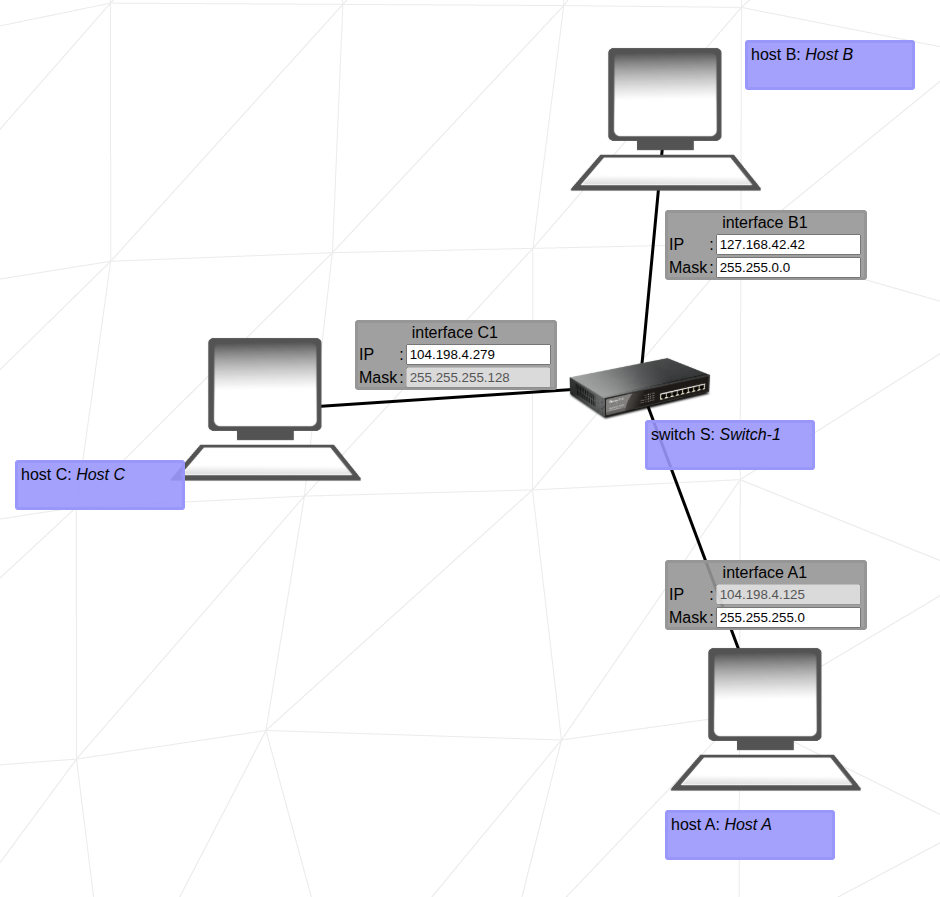 host B: Host B
interface B1
IP : 127.168.42.42
Mask : 255.255.0.0
interface C1
IP : 104.198.4.279
Mask : 255.255.255.128
switch S: Switch-1
host C: Host C
interface A1
IP : 104.198.4.125
Mask : 255.255.255.0
host A: Host A